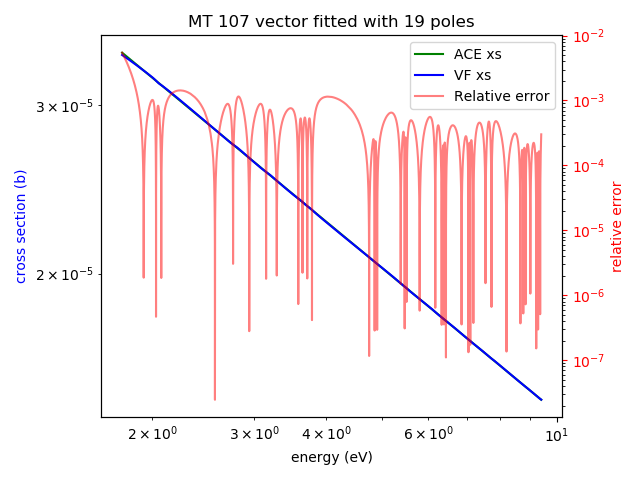 MT 107 vector fitted with 19 poles
ACE xs
VF xs
Relative error
cross section (b)
3 × 10⁻⁵
2 × 10⁻⁵
10⁻²
10⁻³
10⁻⁴
10⁻⁵
10⁻⁶
10⁻⁷
relative error
2 × 10⁰
3 × 10⁰
4 × 10⁰
6 × 10⁰
10¹
energy (eV)